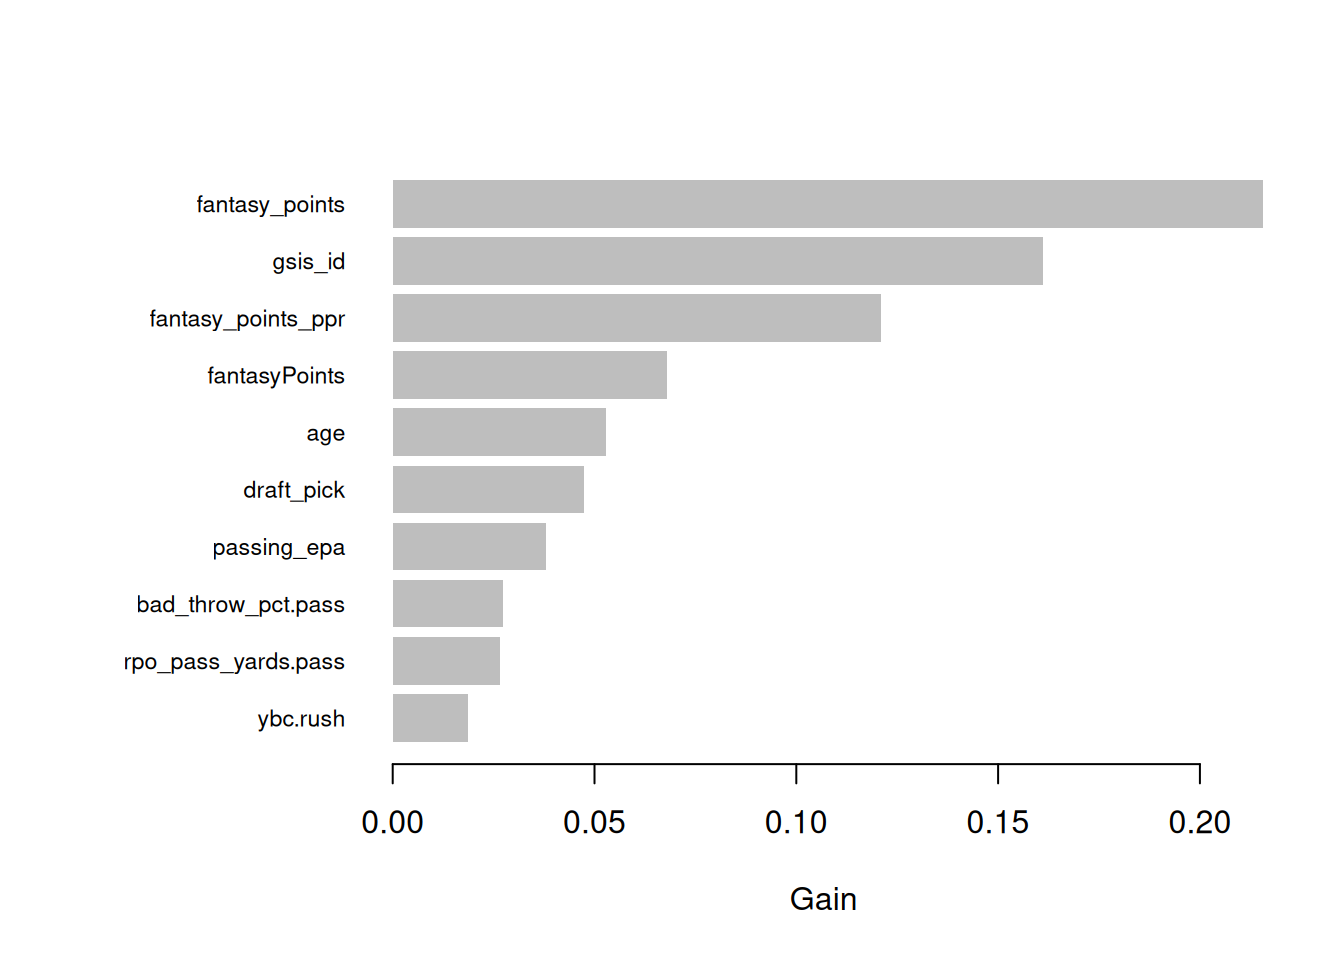 fantasy_points
gsis_id
fantasy_points_ppr
fantasyPoints
age
draft_pick
passing_epa
bad_throw_pct.pass
rpo_pass_yards.pass
ybc.rush
0.00 0.05 0.10 0.15 0.20
Gain